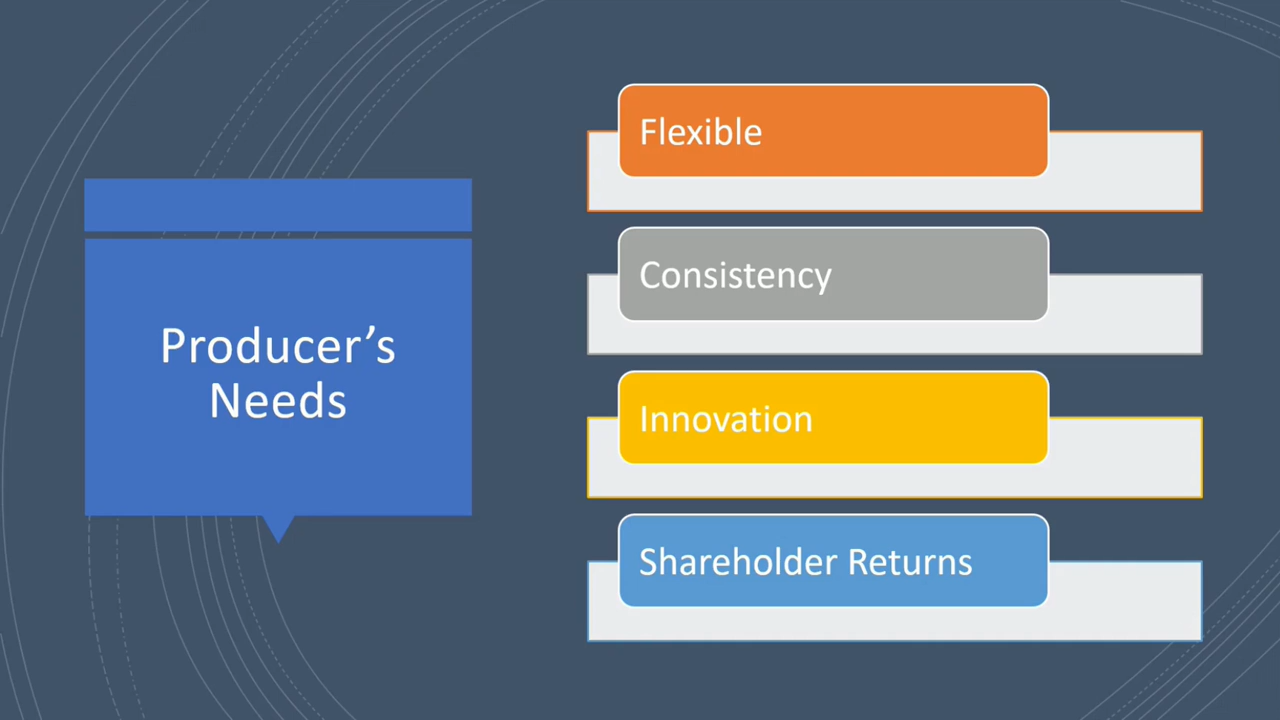 Producer’s
Needs
Flexible
Consistency
Innovation
Shareholder Returns